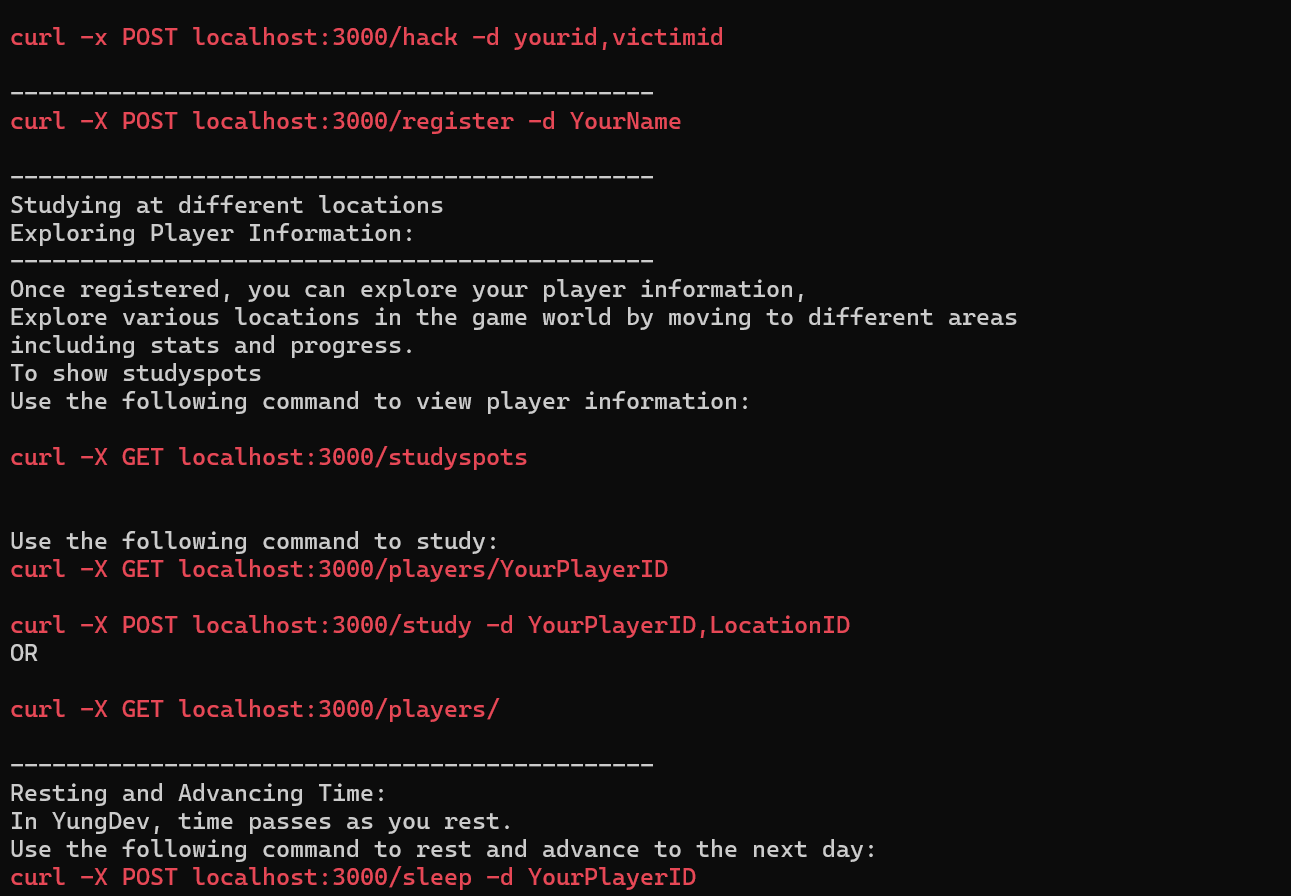 curl -x POST localhost:3000/hack -d yourid,victimid
----------------------------------------------
curl -X POST localhost:3000/register -d YourName
----------------------------------------------
Studying at different locations
Exploring Player Information:
----------------------------------------------
Once registered, you can explore your player information,
Explore various locations in the game world by moving to different areas
including stats and progress.
To show studyspots
Use the following command to view player information:
curl -X GET localhost:3000/studyspots
Use the following command to study:
curl -X GET localhost:3000/players/YourPlayerID
curl -X POST localhost:3000/study -d YourPlayerID,LocationID
OR
curl -X GET localhost:3000/players/
----------------------------------------------
Resting and Advancing Time:
In YungDev, time passes as you rest.
Use the following command to rest and advance to the next day:
curl -X POST localhost:3000/sleep -d YourPlayerID